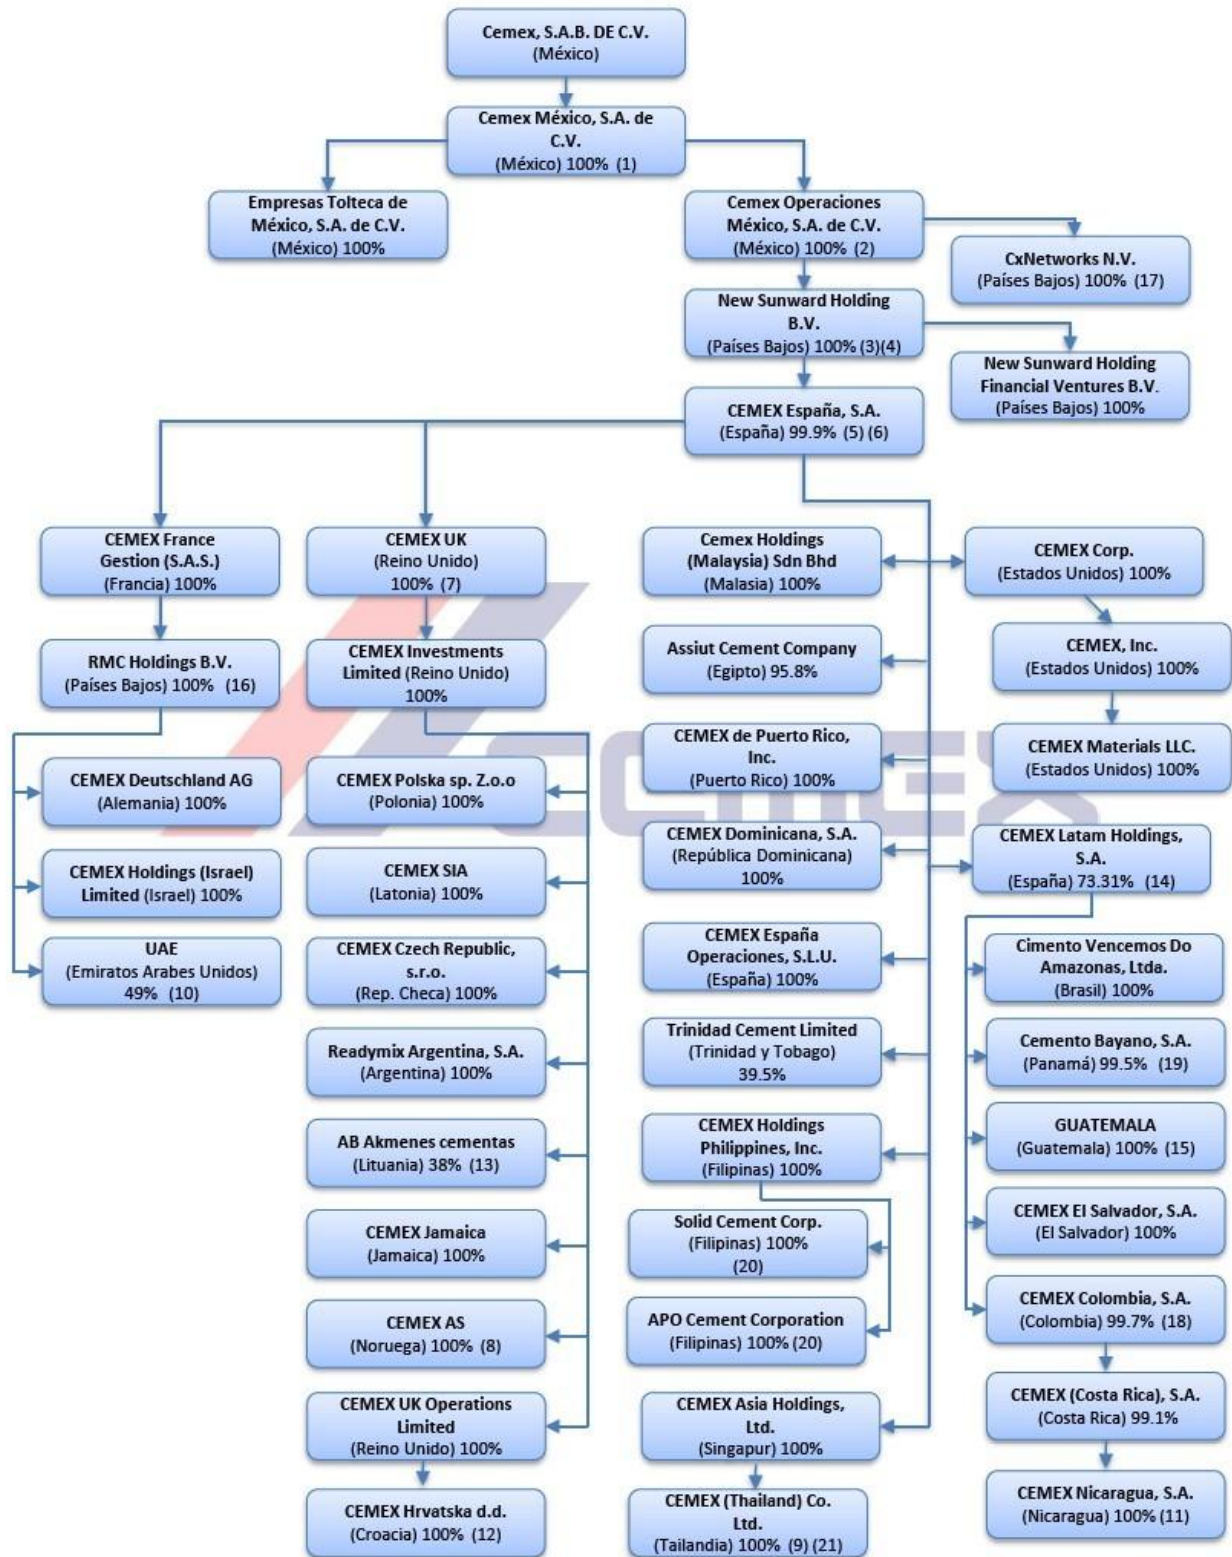 Cemex, S.A.B. DE C.V.
(México)
Cemex México, S.A. de
C.V.
(México) 100% (1)
Empresas Tolteca de
México, S.A. de C.V.
(México) 100%
Cemex Operaciones
México, S.A. de C.V.
(México) 100% (2)
CxNetworks N.V.
(Países Bajos) 100% (17)
New Sunward Holding
B.V.
(Países Bajos) 100% (3)(4)
New Sunward Holding
Financial Ventures B.V.
(Países Bajos) 100%
CEMEX España, S.A.
(España) 99.9% (5) (6)
CEMEX France
Gestion (S.A.S.)
(Francia) 100%
RMC Holdings B.V.
(Países Bajos) 100% (16)
CEMEX Deutschland AG
(Alemania) 100%
CEMEX Holdings (Israel)
Limited (Israel) 100%
UAE
(Emiratos Arabes Unidos)
49% (10)
CEMEX UK
(Reino Unido)
100% (7)
CEMEX Investments
Limited (Reino Unido)
100%
CEMEX Polska sp. Z.o.o
(Polonia) 100%
CEMEX SIA
(Latonia) 100%
CEMEX Czech Republic,
s.r.o.
(Rep. Checa) 100%
Readymix Argentina, S.A.
(Argentina) 100%
AB Akmenes cementas
(Lituania) 38% (13)
CEMEX Jamaica
(Jamaica) 100%
CEMEX AS
(Noruega) 100% (8)
CEMEX UK Operations
Limited
(Reino Unido) 100%
CEMEX Hrvatska d.d.
(Croacia) 100% (12)
Cemex Holdings
(Malaysia) Sdn Bhd
(Malasia) 100%
Assiut Cement Company
(Egipto) 95.8%
CEMEX de Puerto Rico,
Inc.
(Puerto Rico) 100%
CEMEX Dominicana, S.A.
(República Dominicana)
100%
CEMEX España
Operaciones, S.L.U.
(España) 100%
Trinidad Cement Limited
(Trinidad y Tobago)
39.5%
CEMEX Holdings
Philippines, Inc.
(Filipinas) 100%
Solid Cement Corp.
(Filipinas) 100%
(20)
APO Cement Corporation
(Filipinas) 100% (20)
CEMEX Asia Holdings,
Ltd.
(Singapur) 100%
CEMEX (Thailand) Co.
Ltd.
(Tailandia) 100% (9) (21)
CEMEX Corp.
(Estados Unidos) 100%
CEMEX, Inc.
(Estados Unidos) 100%
CEMEX Materials LLC.
(Estados Unidos) 100%
CEMEX Latam Holdings,
S.A.
(España) 73.31% (14)
Cimento Vencemos Do
Amazonas, Ltda.
(Brasil) 100%
Cemento Bayano, S.A.
(Panamá) 99.5% (19)
GUATEMALA
(Guatemala) 100% (15)
CEMEX El Salvador, S.A.
(El Salvador) 100%
CEMEX Colombia, S.A.
(Colombia) 99.7% (18)
CEMEX (Costa Rica), S.A.
(Costa Rica) 99.1%
CEMEX Nicaragua, S.A.
(Nicaragua) 100% (11)
CEMEX